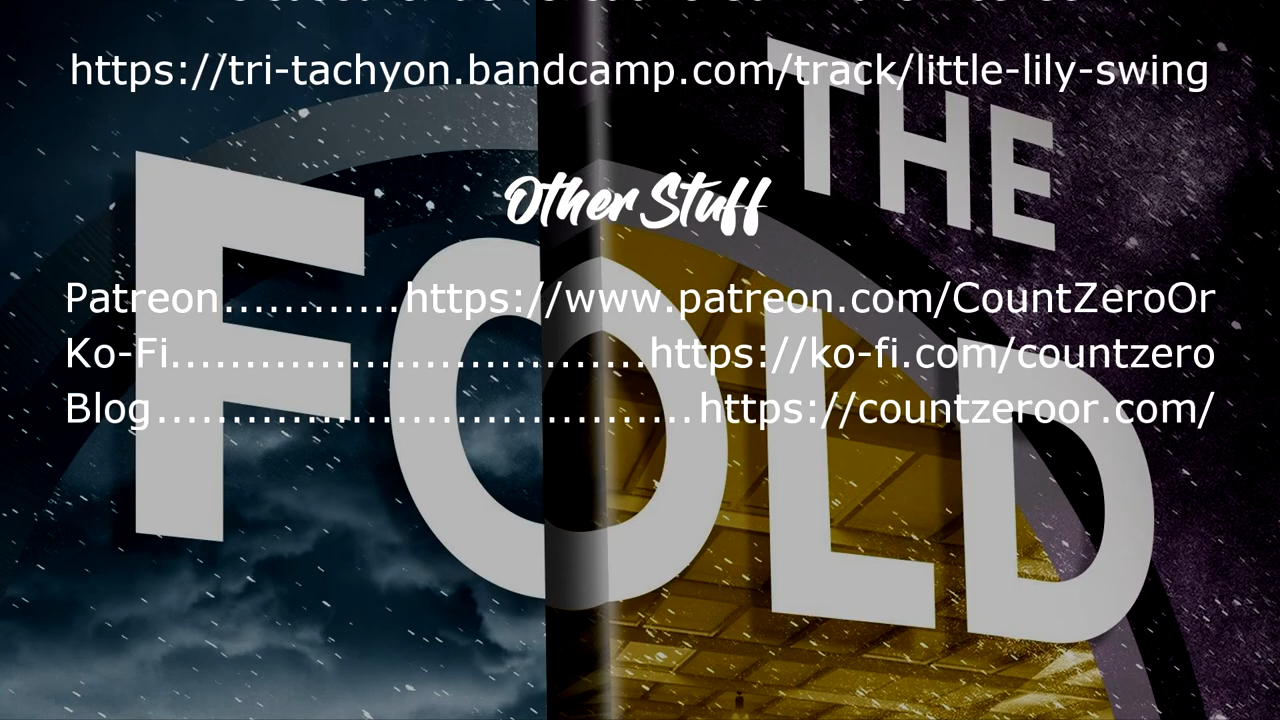 https://tri-tachyon.bandcamp.com/track/little-lily-swing
THE
FOLD
Other Stuff
Patreon............https://www.patreon.com/CountZeroOr
Ko-Fi................................https://ko-fi.com/countzero
Blog....................................https://countzeroor.com/